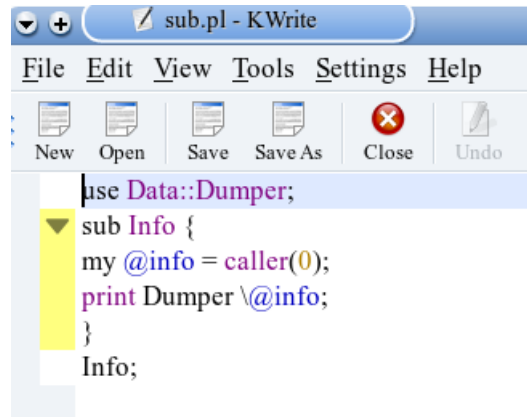 sub.pl - KWrite
File Edit View Tools Settings Help
New Open Save Save As Close Undo
use Data::Dumper;
sub Info {
my @info = caller(0);
print Dumper \@info;
}
Info;